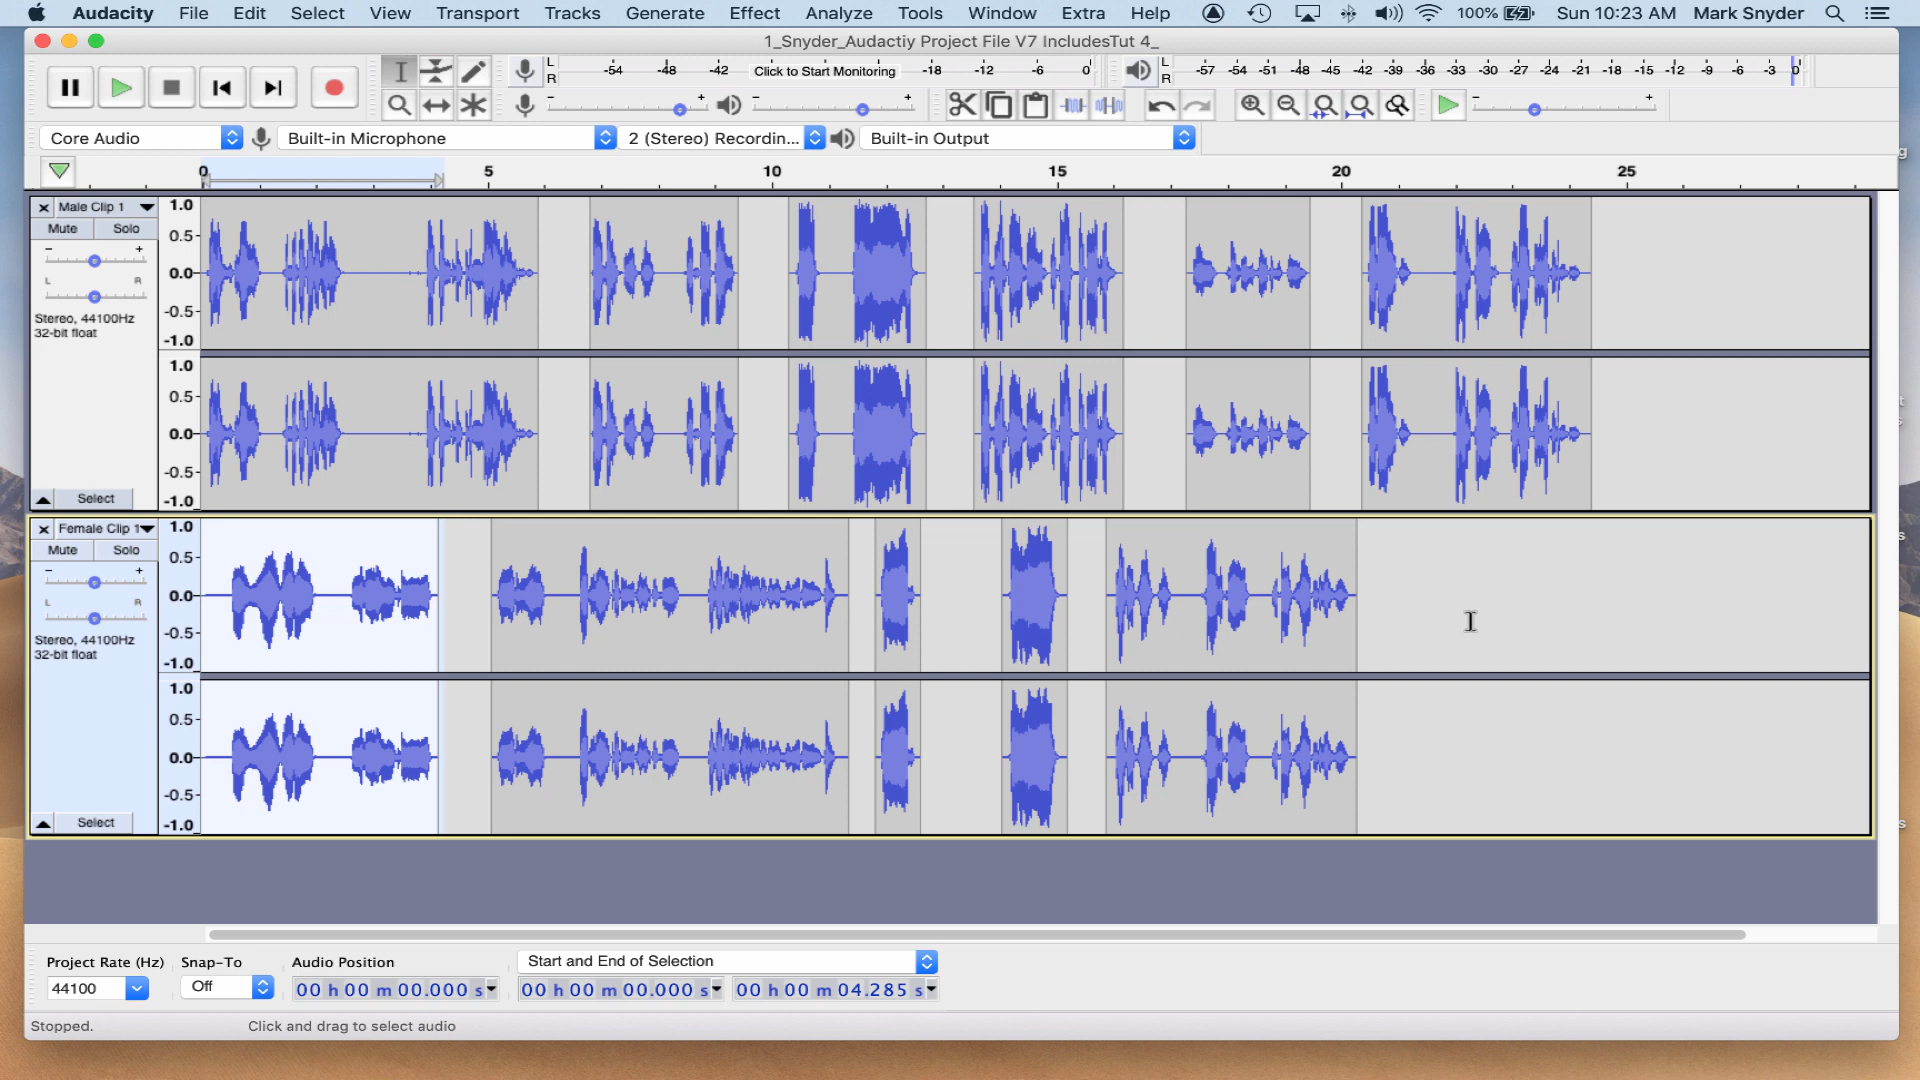 Audacity File Edit Select View Transport Tracks Generate Effect Analyze Tools Window Extra Help 100% Sun 10:23 AM Mark Snyder
1_Snyder_Audactiy Project File V7 IncludesTut 4_
L R -54 -48 -42 Click to Start Monitoring -18 -12 -6 0 L R -57 -54 -51 -48 -45 -42 -39 -36 -33 -30 -27 -24 -21 -18 -15 -12 -9 -6 -3 0
- + - + - +
Core Audio Built-in Microphone 2 (Stereo) Recordin... Built-in Output
0 5 10 15 20 25
Male Clip 1
Mute Solo
- +
L R
Stereo, 44100Hz
32-bit float
Select
1.0
0.5
0.0
-0.5
-1.0
1.0
0.5
0.0
-0.5
-1.0
Female Clip 1
Mute Solo
- +
L R
Stereo, 44100Hz
32-bit float
Select
1.0
0.5
0.0
-0.5
-1.0
1.0
0.5
0.0
-0.5
-1.0
Project Rate (Hz) Snap-To Audio Position Start and End of Selection
44100 Off 00 h 00 m 00.000 s 00 h 00 m 00.000 s 00 h 00 m 04.285 s
Stopped. Click and drag to select audio